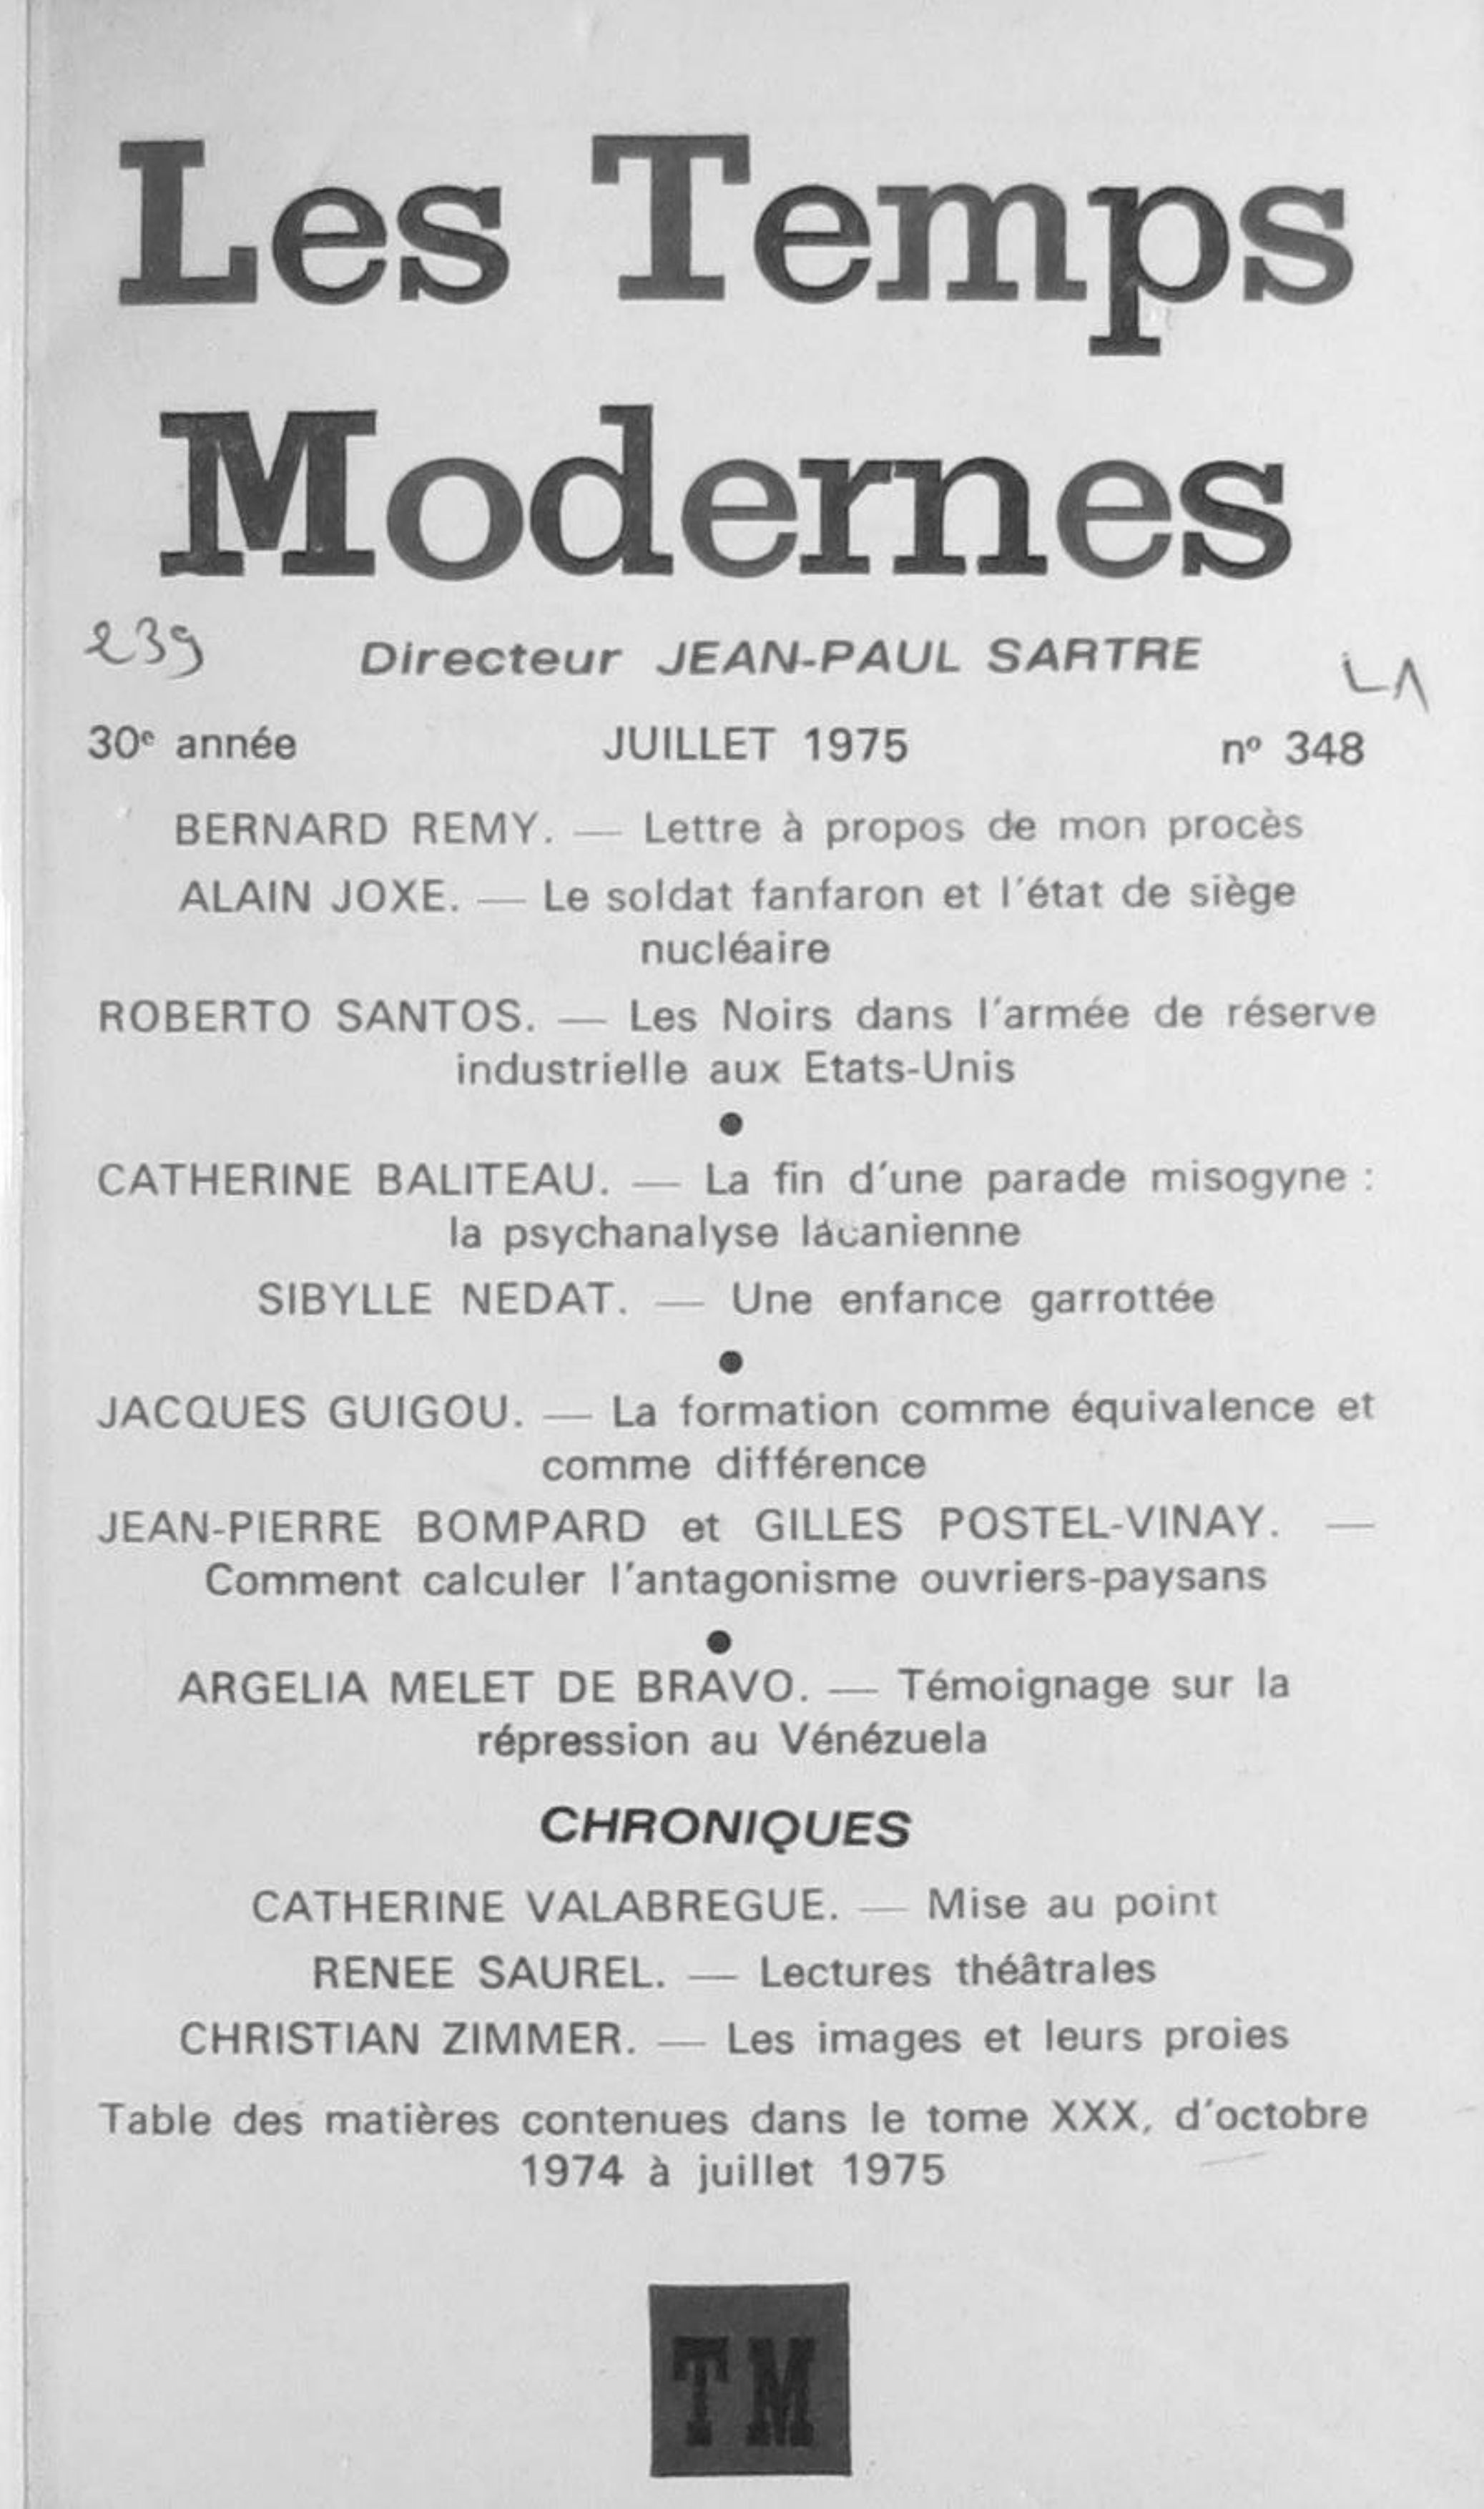 Les Temps
Modernes
239
Directeur JEAN-PAUL SARTRE
30e année JUILLET 1975 nº 348
BERNARD REMY. — Lettre à propos de mon procès
ALAIN JOXE. — Le soldat fanfaron et l'état de siège
nucléaire
ROBERTO SANTOS. — Les Noirs dans l'armée de réserve
industrielle aux Etats-Unis
●
CATHERINE BALITEAU. — La fin d'une parade misogyne :
la psychanalyse lacanienne
SIBYLLE NEDAT. — Une enfance garrottée
●
JACQUES GUIGOU. — La formation comme équivalence et
comme différence
JEAN-PIERRE BOMPARD et GILLES POSTEL-VINAY. —
Comment calculer l'antagonisme ouvriers-paysans
●
ARGELIA MELET DE BRAVO. — Témoignage sur la
répression au Vénézuela
CHRONIQUES
CATHERINE VALABREGUE. — Mise au point
RENEE SAUREL. — Lectures théâtrales
CHRISTIAN ZIMMER. — Les images et leurs proies
Table des matières contenues dans le tome XXX, d'octobre
1974 à juillet 1975
TM